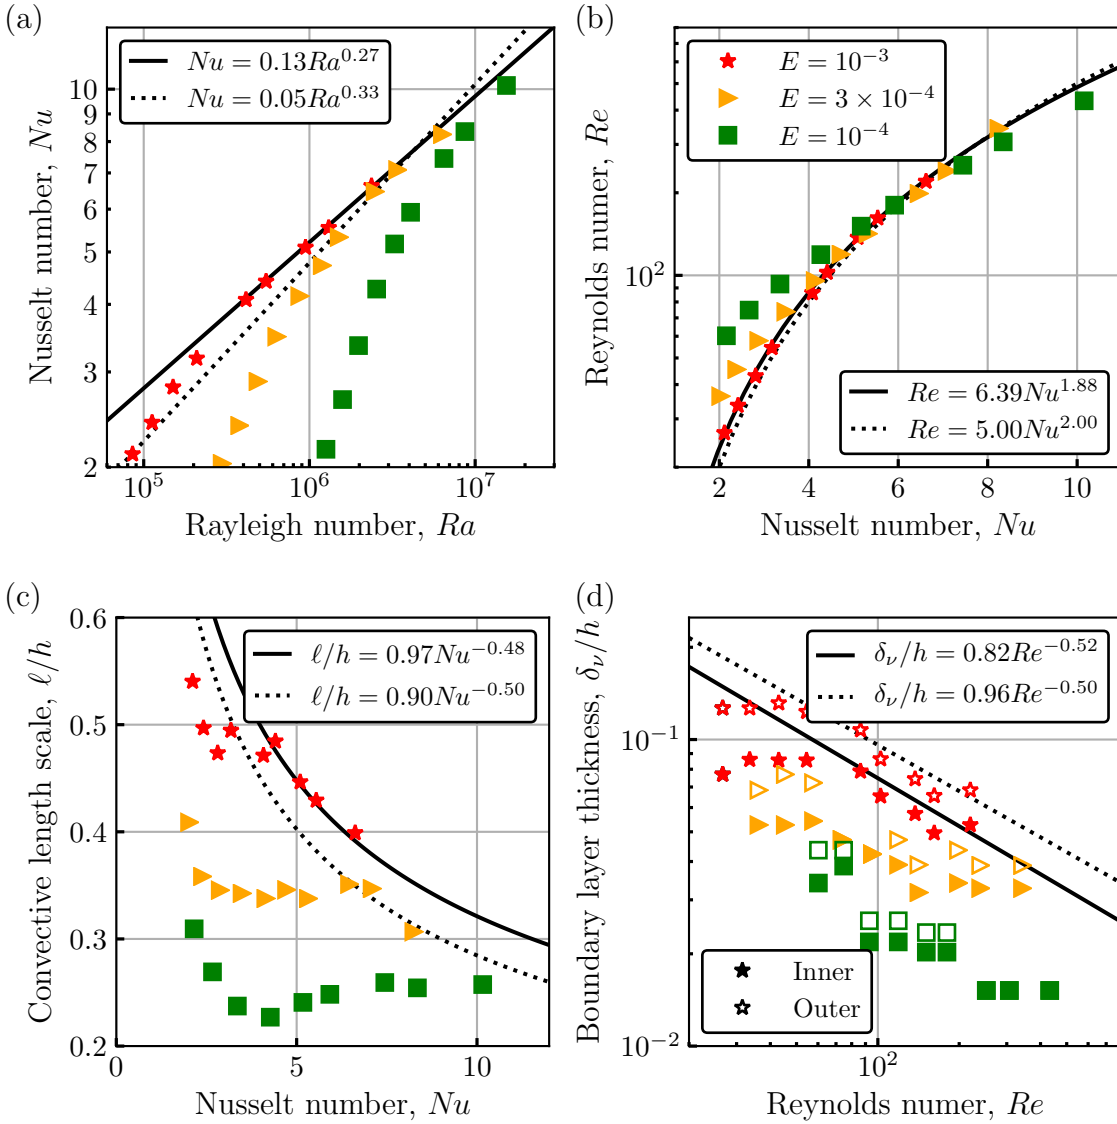 (a)
Nusselt number, Nu
10
9
8
7
6
5
4
3
2
Nu = 0.13Ra^0.27
Nu = 0.05Ra^0.33
10^5
10^6
10^7
Rayleigh number, Ra
(b)
Reynolds numer, Re
10^2
E = 10^−3
E = 3 × 10^−4
E = 10^−4
Re = 6.39Nu^1.88
Re = 5.00Nu^2.00
2
4
6
8
10
Nusselt number, Nu
(c)
Convective length scale, ℓ/h
0.6
0.5
0.4
0.3
0.2
ℓ/h = 0.97Nu^−0.48
ℓ/h = 0.90Nu^−0.50
0
5
10
Nusselt number, Nu
(d)
Boundary layer thickness, δ_ν/h
10^−1
10^−2
δ_ν/h = 0.82Re^−0.52
δ_ν/h = 0.96Re^−0.50
Inner
Outer
10^2
Reynolds numer, Re